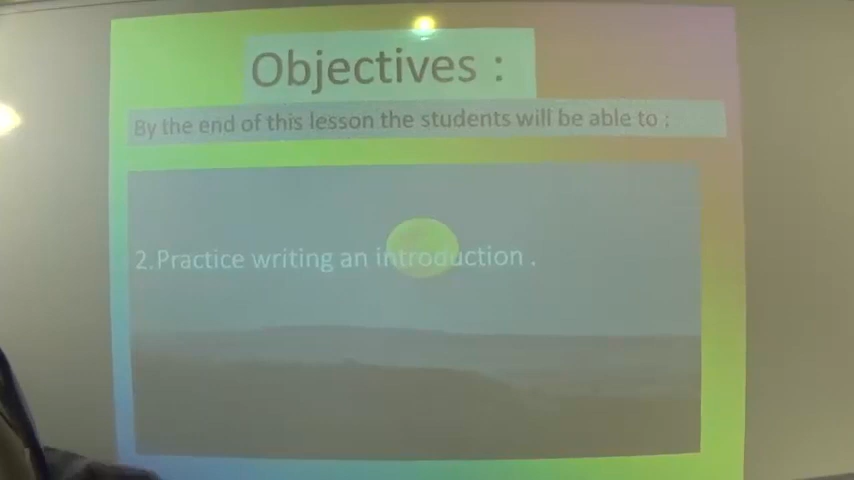 Objectives :
By the end of this lesson the students will be able to :
2.Practice writing an introduction .